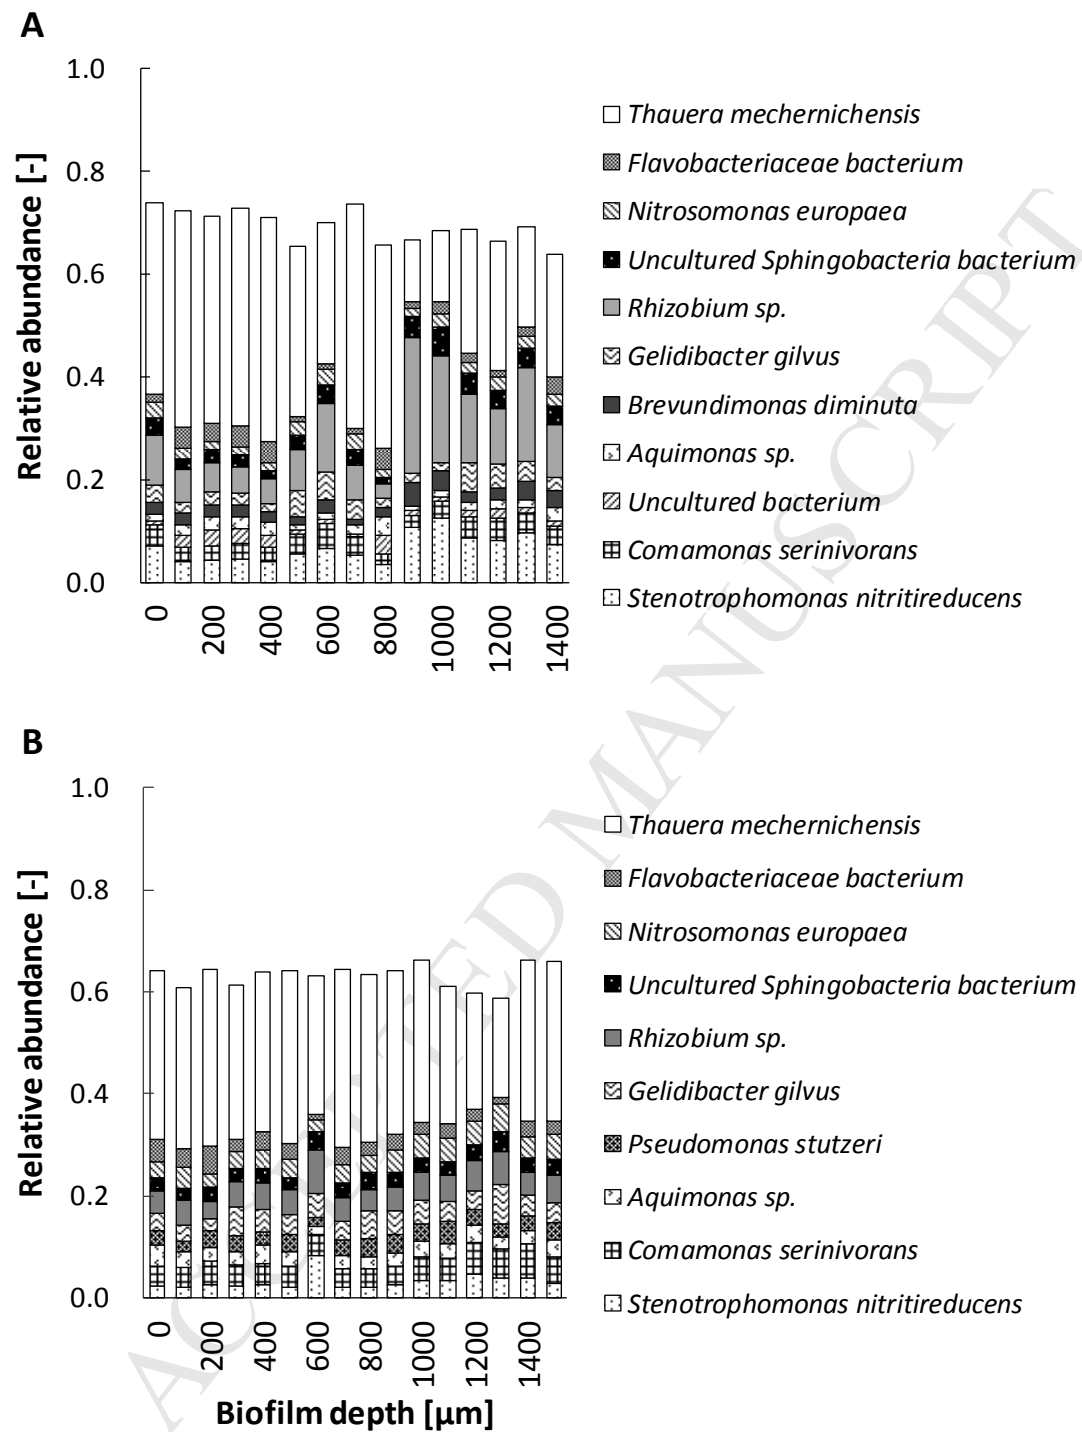 A
1.0
0.8
0.6
0.4
0.2
0.0
Relative abundance [-]
0
200
400
600
800
1000
1200
1400
Thauera mechernichensis
Flavobacteriaceae bacterium
Nitrosomonas europaea
Uncultured Sphingobacteria bacterium
Rhizobium sp.
Gelidibacter gilvus
Brevundimonas diminuta
Aquimonas sp.
Uncultured bacterium
Comamonas serinivorans
Stenotrophomonas nitritireducens
B
1.0
0.8
0.6
0.4
0.2
0.0
Relative abundance [-]
0
200
400
600
800
1000
1200
1400
Biofilm depth [µm]
Thauera mechernichensis
Flavobacteriaceae bacterium
Nitrosomonas europaea
Uncultured Sphingobacteria bacterium
Rhizobium sp.
Gelidibacter gilvus
Pseudomonas stutzeri
Aquimonas sp.
Comamonas serinivorans
Stenotrophomonas nitritireducens
ACCEPTED MANUSCRIPT